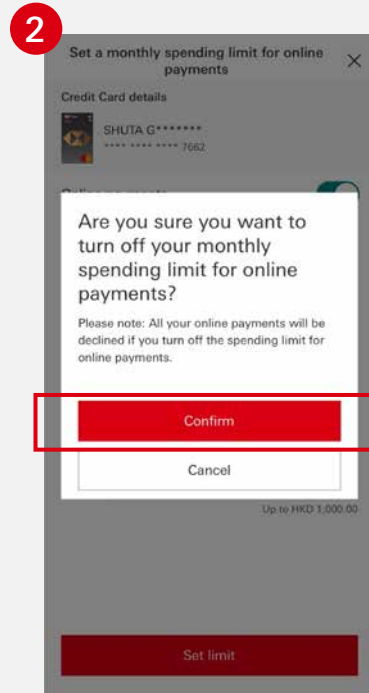 2
Set a monthly spending limit for online
payments
Credit Card details
SHUTA G*******
**** **** **** 7662
Online payments
Are you sure you want to
turn off your monthly
spending limit for online
payments?
Please note: All your online payments will be
declined if you turn off the spending limit for
online payments.
Confirm
Cancel
Up to HKD 1,000.00
Set limit